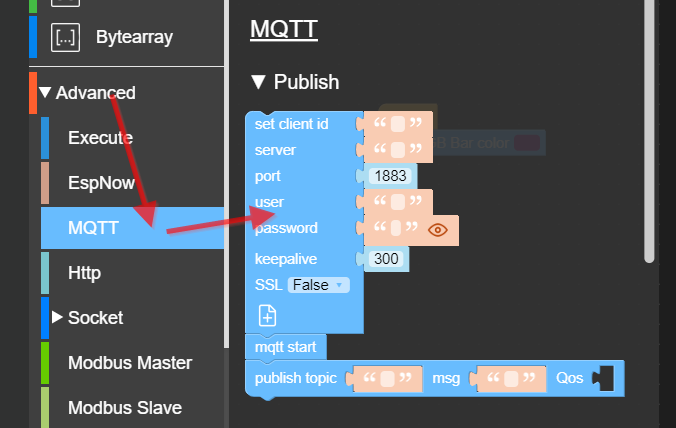 [...] Bytearray
Advanced
Execute
EspNow
MQTT
Http
Socket
Modbus Master
Modbus Slave
MQTT
Publish
set client id “ ”
server “ ”
port 1883
user “ ”
password “ ”
keepalive 300
SSL False
mqtt start
publish topic “ ” msg “ ” Qos
B Bar color